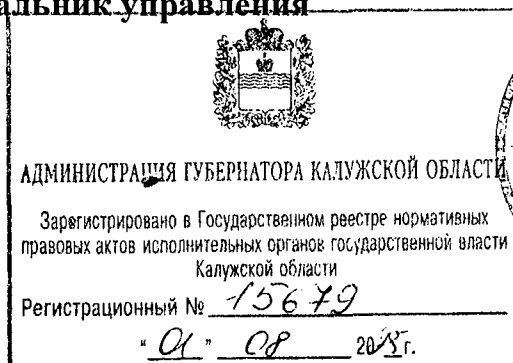 альник управления
АДМИНИСТРАЦИЯ ГУБЕРНАТОРА КАЛУЖСКОЙ ОБЛАСТИ
Зарегистрировано в Государственном реестре нормативных
правовых актов исполнительных органов государственной власти
Калужской области
Регистрационный № 15679
"01" 08 20 г.